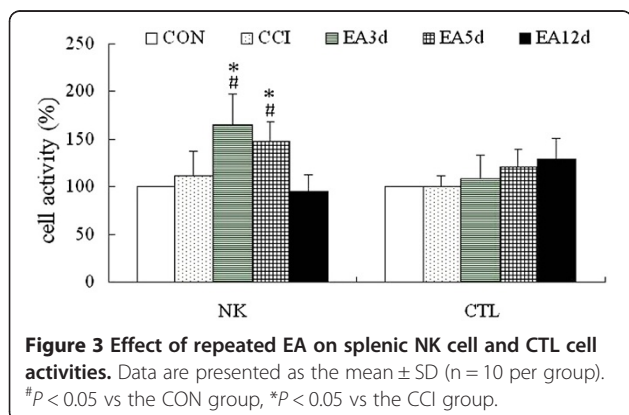 250
CON CCI EA3d EA5d EA12d
200
* *
# #
150
100
50
0
cell activity (%)
NK CTL
Figure 3 Effect of repeated EA on splenic NK cell and CTL cell
activities. Data are presented as the mean ± SD (n = 10 per group).
#P < 0.05 vs the CON group, *P < 0.05 vs the CCI group.